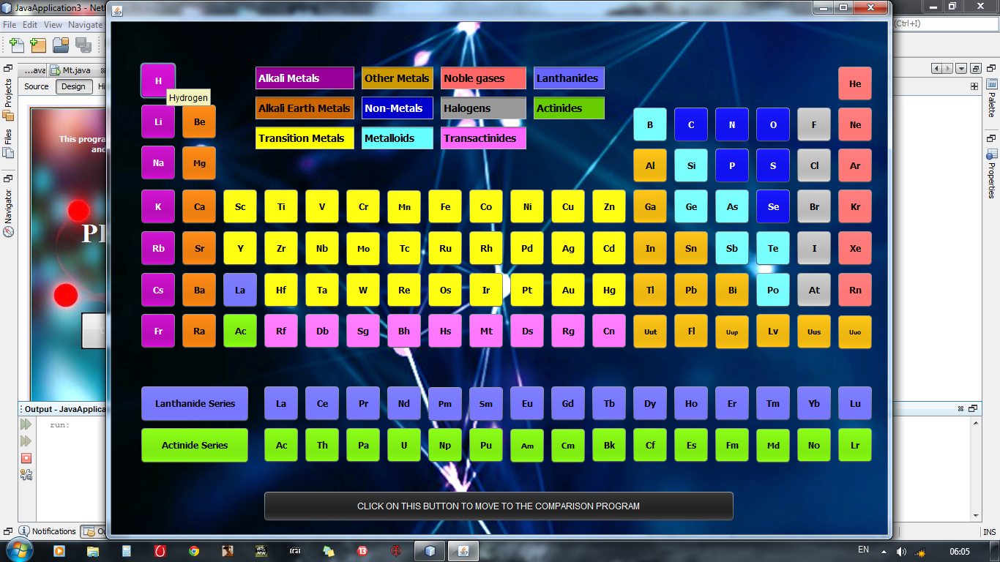 JavaApplication3 - Net
File Edit View Navigate
(Ctrl+I)
...ava Mt.java
Source Design Hi
Projects
Files
Navigator
Palette
Properties
This progra
and
PE
H Alkali Metals Other Metals Noble gases Lanthanides He
Hydrogen
Alkali Earth Metals Non-Metals Halogens Actinides
Li Be B C N O F Ne
Transition Metals Metalloids Transactinides
Na Mg Al Si P S Cl Ar
K Ca Sc Ti V Cr Mn Fe Co Ni Cu Zn Ga Ge As Se Br Kr
Rb Sr Y Zr Nb Mo Tc Ru Rh Pd Ag Cd In Sn Sb Te I Xe
Cs Ba La Hf Ta W Re Os Ir Pt Au Hg Tl Pb Bi Po At Rn
Fr Ra Ac Rf Db Sg Bh Hs Mt Ds Rg Cn Uut Fl Uup Lv Uus Uuo
Lanthanide Series La Ce Pr Nd Pm Sm Eu Gd Tb Dy Ho Er Tm Yb Lu
Actinide Series Ac Th Pa U Np Pu Am Cm Bk Cf Es Fm Md No Lr
CLICK ON THIS BUTTON TO MOVE TO THE COMPARISON PROGRAM
: Output - JavaApplica
run:
Notifications Ou
INS
EN 06:05